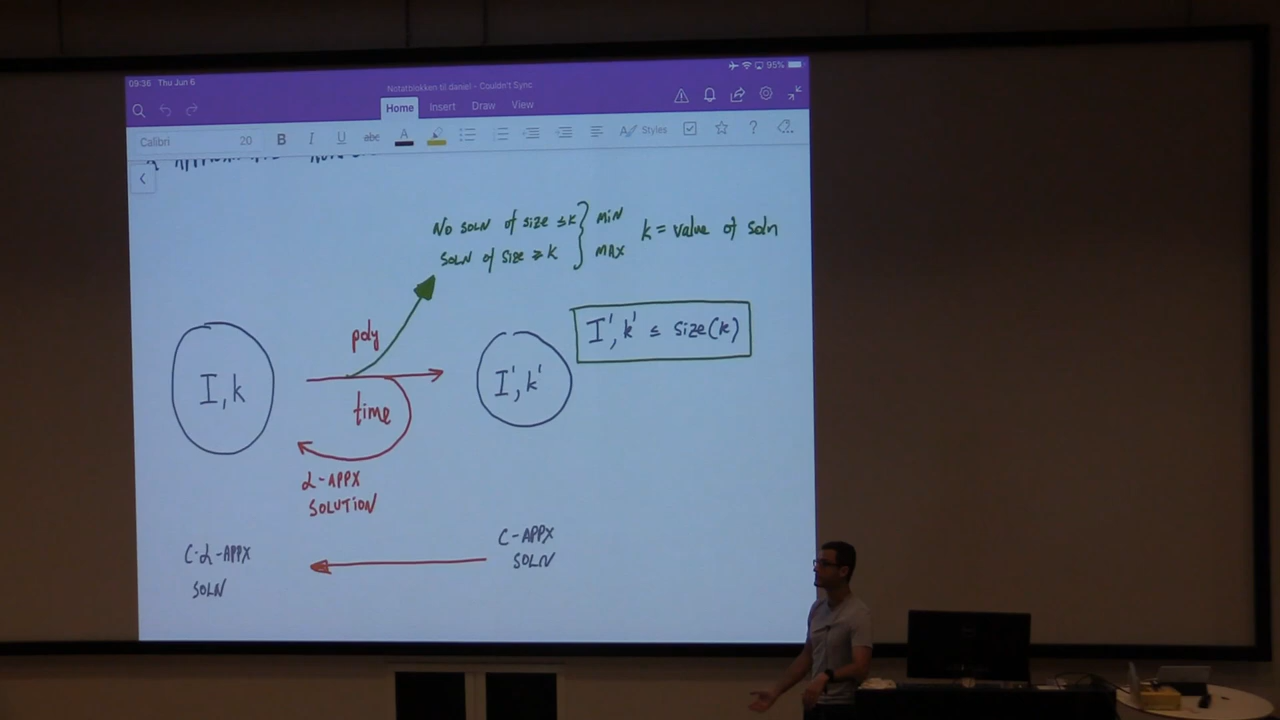 09:36 Thu Jun 6
95%
Notatblokken til daniel - Couldn't Sync
Home Insert Draw View
Calibri 20 B I U abc A Styles ?
No SOLN of size ≤ k } MIN
SOLN of size ≥ k } MAX
k = value of soln
I', k' ≤ size(k)
poly
I, k
I', k'
time
α-APPX
SOLUTION
C·α-APPX
SOLN
C-APPX
SOLN